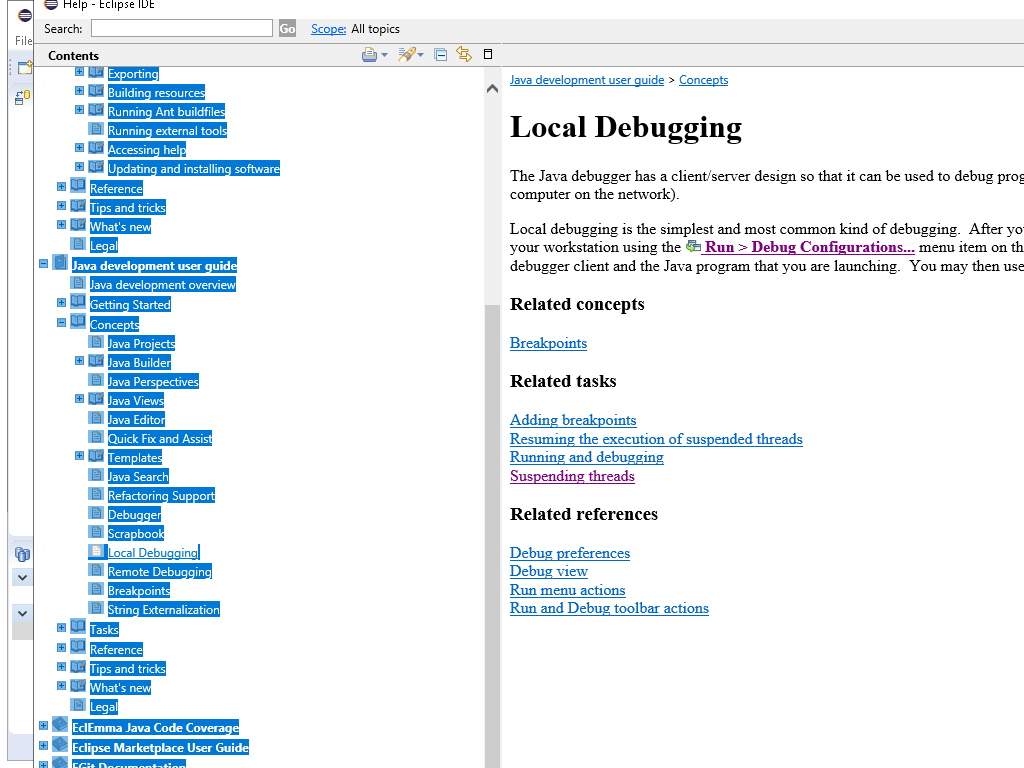 Help - Eclipse IDE
File
Search:
Go
Scope:
All topics
Contents
Exporting
Building resources
Running Ant buildfiles
Running external tools
Accessing help
Updating and installing software
Reference
Tips and tricks
What's new
Legal
Java development user guide
Java development overview
Getting Started
Concepts
Java Projects
Java Builder
Java Perspectives
Java Views
Java Editor
Quick Fix and Assist
Templates
Java Search
Refactoring Support
Debugger
Scrapbook
Local Debugging
Remote Debugging
Breakpoints
String Externalization
Tasks
Reference
Tips and tricks
What's new
Legal
EclEmma Java Code Coverage
Eclipse Marketplace User Guide
EGit Documentation
Java development user guide > Concepts
Local Debugging
The Java debugger has a client/server design so that it can be used to debug prog
computer on the network).
Local debugging is the simplest and most common kind of debugging. After yo
your workstation using the Run > Debug Configurations... menu item on th
debugger client and the Java program that you are launching. You may then use
Related concepts
Breakpoints
Related tasks
Adding breakpoints
Resuming the execution of suspended threads
Running and debugging
Suspending threads
Related references
Debug preferences
Debug view
Run menu actions
Run and Debug toolbar actions